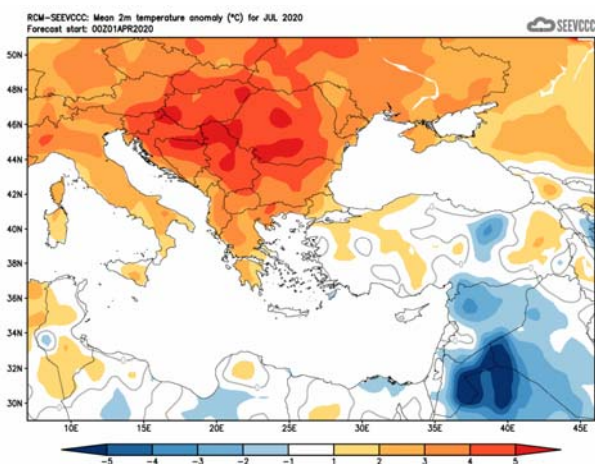 RCM-SEEVCCC: Mean 2m temperature anomaly (°C) for JUL 2020
Forecast start: 00Z01APR2020
SEEVCCC
50N
48N
46N
44N
42N
40N
38N
36N
34N
32N
30N
10E 15E 20E 25E 30E 35E 40E 45E
-5 -4 -3 -2 -1 1 2 3 4 5